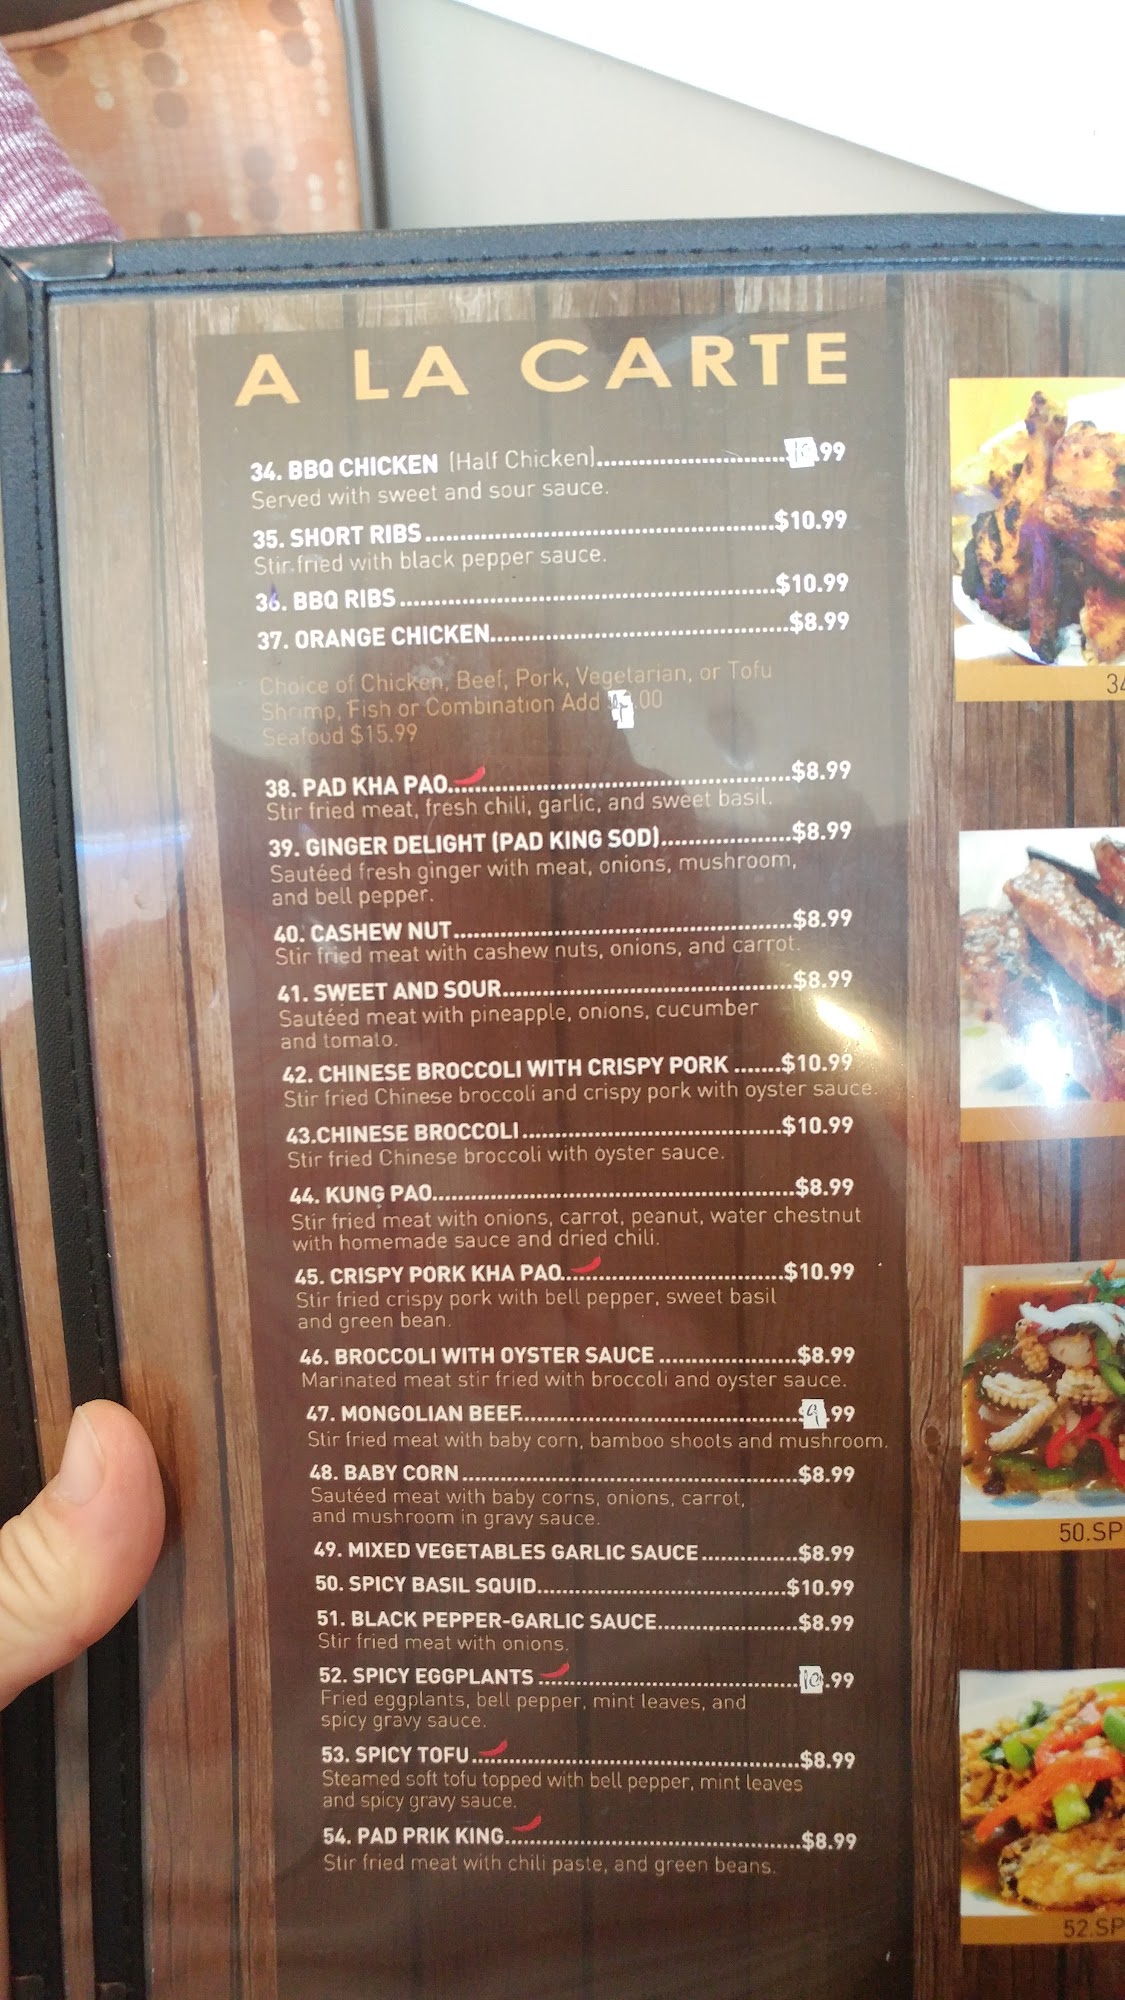 A LA CARTE
34. BBQ CHICKEN (Half Chicken)..........10.99
Served with sweet and sour sauce.
35. SHORT RIBS..........$10.99
Stir fried with black pepper sauce.
36. BBQ RIBS..........$10.99
37. ORANGE CHICKEN..........$8.99
Choice of Chicken, Beef, Pork, Vegetarian, or Tofu
Shrimp, Fish or Combination Add .00
Seafood $15.99
38. PAD KHA PAO..........$8.99
Stir fried meat, fresh chili, garlic, and sweet basil.
39. GINGER DELIGHT (PAD KING SOD)..........$8.99
Sautéed fresh ginger with meat, onions, mushroom,
and bell pepper.
40. CASHEW NUT..........$8.99
Stir fried meat with cashew nuts, onions, and carrot.
41. SWEET AND SOUR..........$8.99
Sautéed meat with pineapple, onions, cucumber
and tomato.
42. CHINESE BROCCOLI WITH CRISPY PORK.......$10.99
Stir fried Chinese broccoli and crispy pork with oyster sauce.
43.CHINESE BROCCOLI..........$10.99
Stir fried Chinese broccoli with oyster sauce.
44. KUNG PAO..........$8.99
Stir fried meat with onions, carrot, peanut, water chestnut
with homemade sauce and dried chili.
45. CRISPY PORK KHA PAO..........$10.99
Stir fried crispy pork with bell pepper, sweet basil
and green bean.
46. BROCCOLI WITH OYSTER SAUCE..........$8.99
Marinated meat stir fried with broccoli and oyster sauce.
47. MONGOLIAN BEEF..........9.99
Stir fried meat with baby corn, bamboo shoots and mushroom.
48. BABY CORN..........$8.99
Sautéed meat with baby corns, onions, carrot,
and mushroom in gravy sauce.
49. MIXED VEGETABLES GARLIC SAUCE..........$8.99
50. SPICY BASIL SQUID..........$10.99
51. BLACK PEPPER-GARLIC SAUCE..........$8.99
Stir fried meat with onions.
52. SPICY EGGPLANTS..........10.99
Fried eggplants, bell pepper, mint leaves, and
spicy gravy sauce.
53. SPICY TOFU..........$8.99
Steamed soft tofu topped with bell pepper, mint leaves
and spicy gravy sauce.
54. PAD PRIK KING..........$8.99
Stir fried meat with chili paste, and green beans.
34
50.SP
52.SP